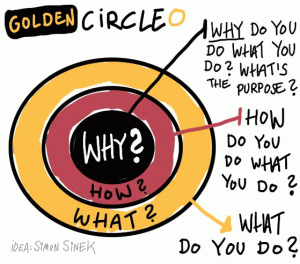 GOLDEN CIRCLE
WHY DO YOU
DO WHAT YOU
DO? WHAT'S
THE PURPOSE?
HOW
DO YOU
DO WHAT
YOU DO?
WHAT
DO YOU DO?
WHY?
HOW?
WHAT?
IDEA: SIMON SINEK